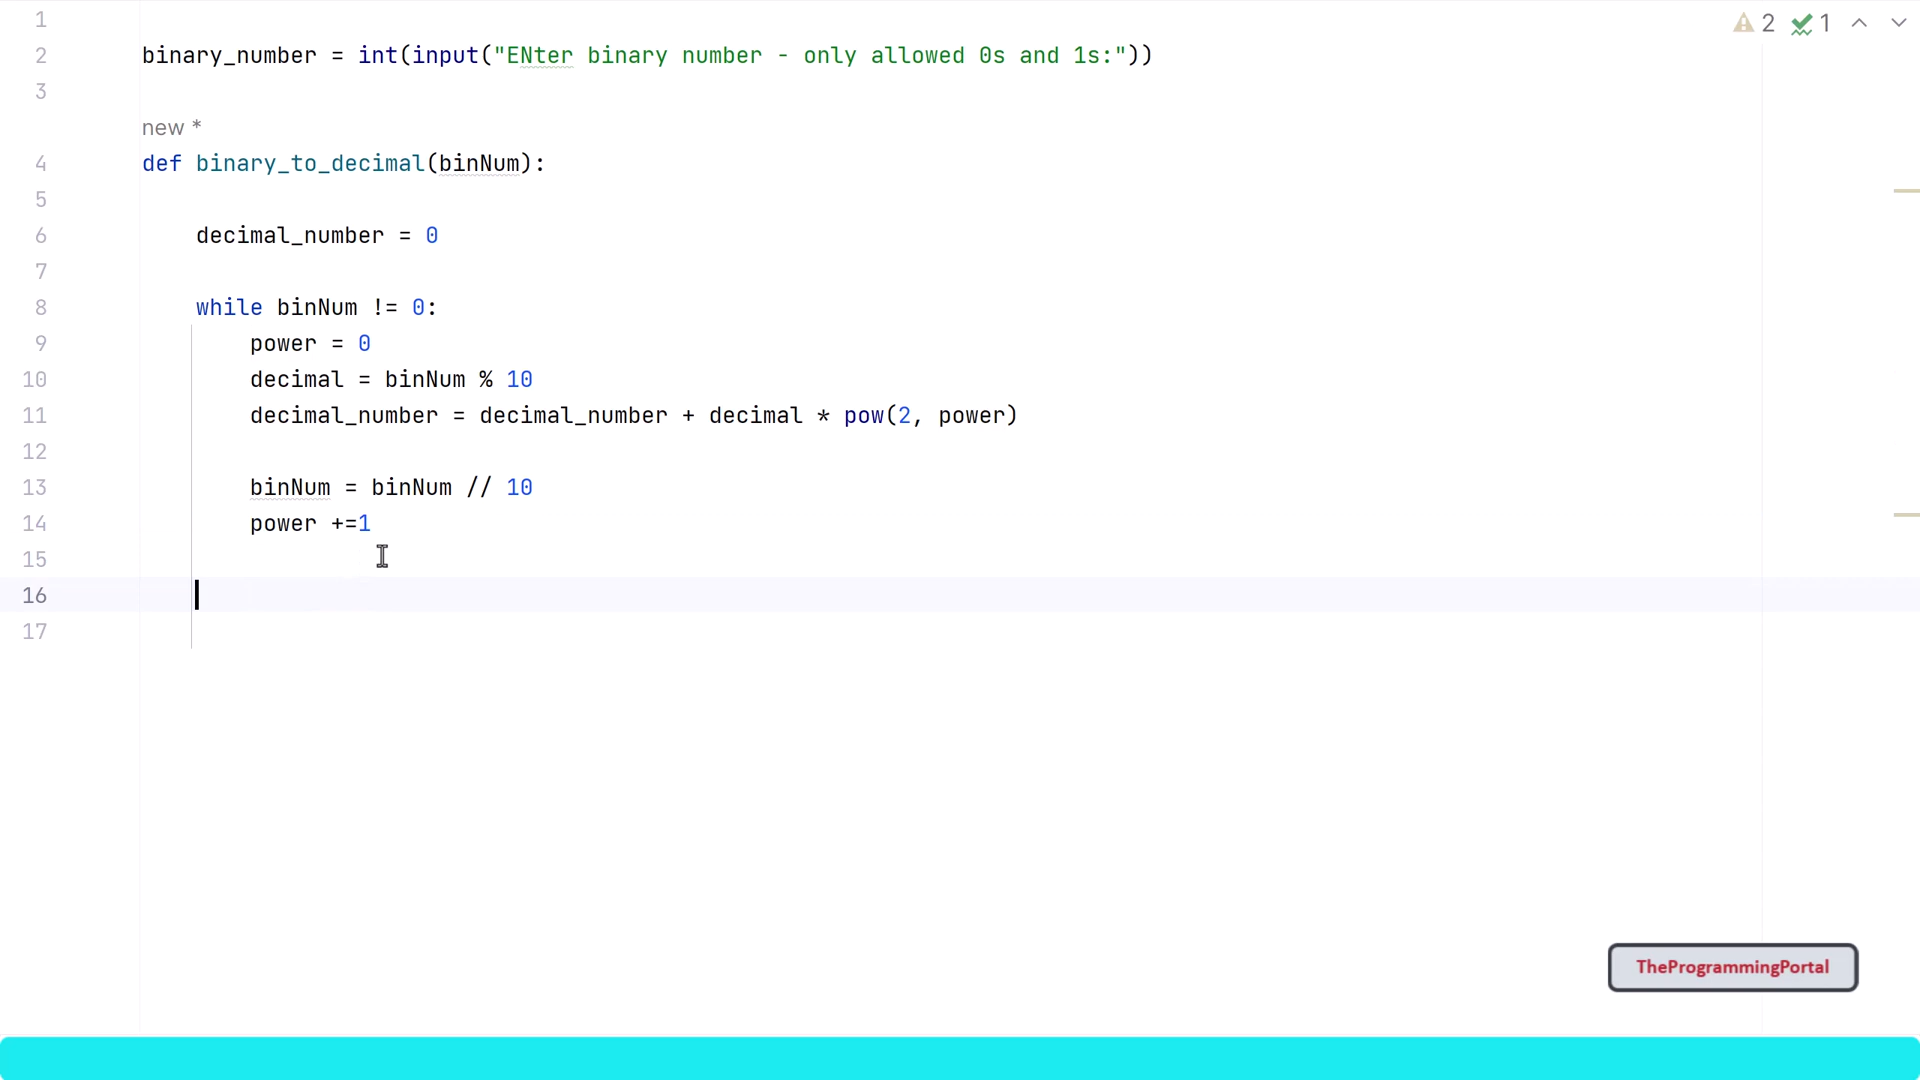 2 1
1
2 binary_number = int(input("ENter binary number - only allowed 0s and 1s:"))
3
new *
4 def binary_to_decimal(binNum):
5
6 decimal_number = 0
7
8 while binNum != 0:
9 power = 0
10 decimal = binNum % 10
11 decimal_number = decimal_number + decimal * pow(2, power)
12
13 binNum = binNum // 10
14 power +=1
15
16
17
TheProgrammingPortal